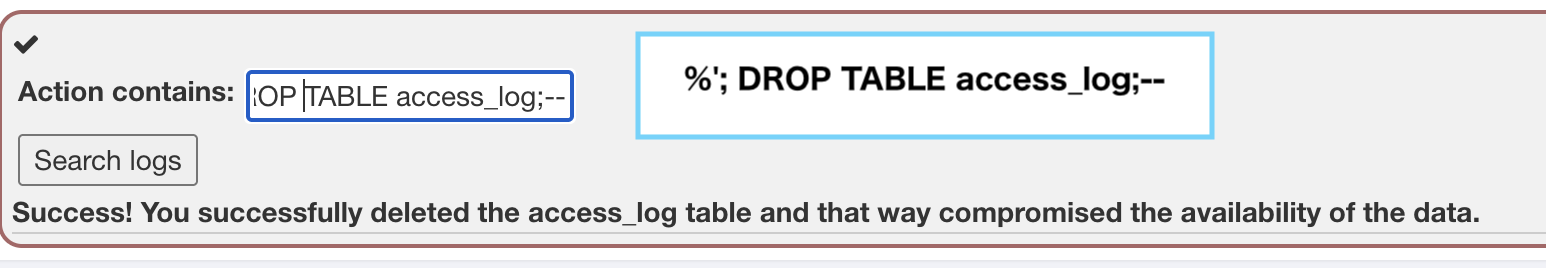 Action contains: ROP TABLE access_log;--
%'; DROP TABLE access_log;--
Search logs
Success! You successfully deleted the access_log table and that way compromised the availability of the data.